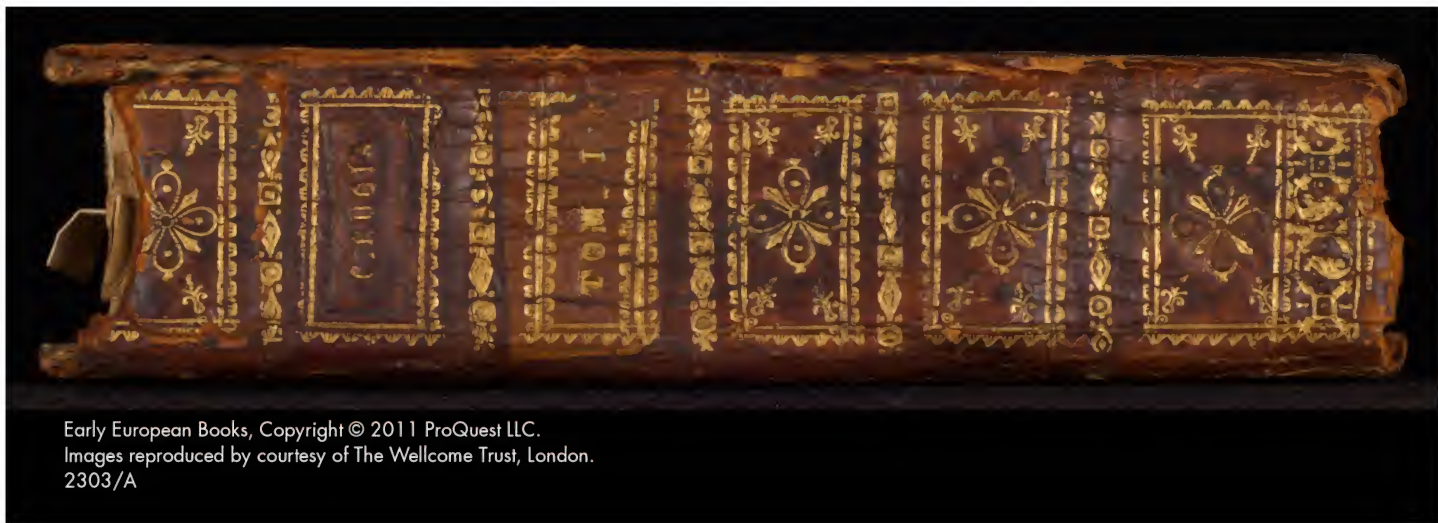 TOM·I·
Early European Books, Copyright © 2011 ProQuest LLC.
Images reproduced by courtesy of The Wellcome Trust, London.
2303/A